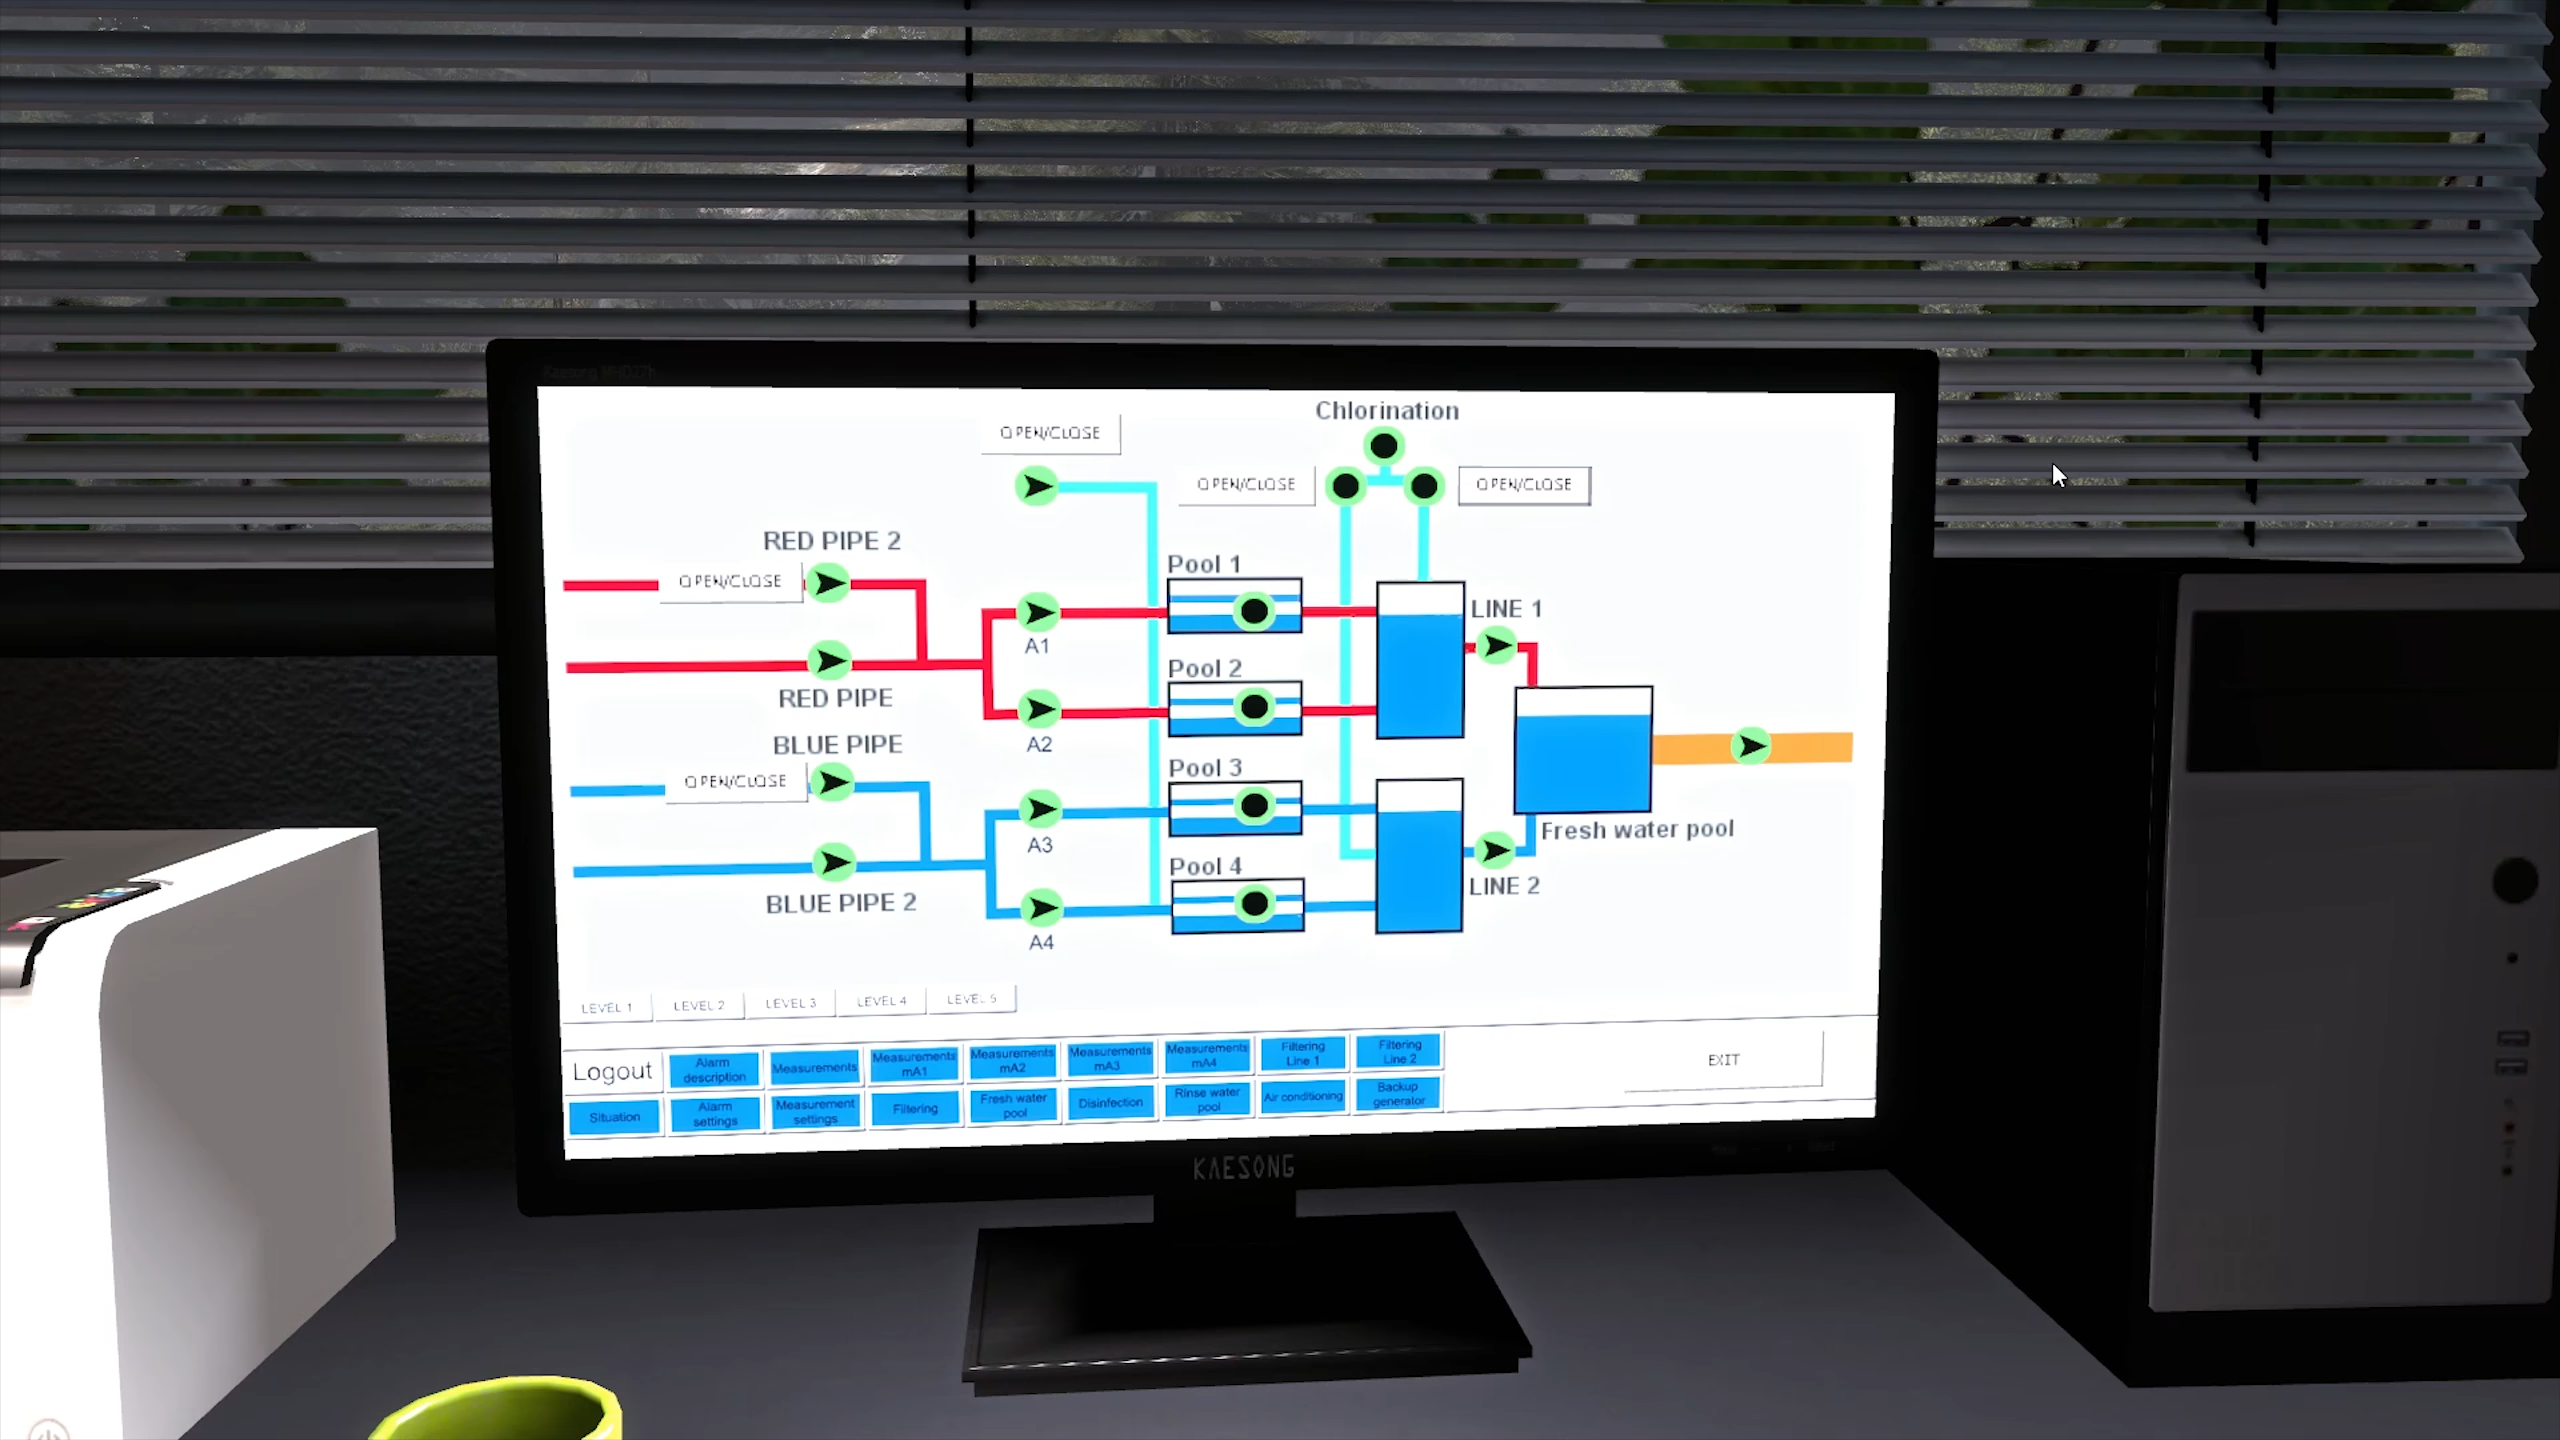 Chlorination
OPEN/CLOSE
OPEN/CLOSE
OPEN/CLOSE
RED PIPE 2
OPEN/CLOSE
Pool 1
LINE 1
A1
RED PIPE
Pool 2
A2
BLUE PIPE
OPEN/CLOSE
Pool 3
Fresh water pool
A3
Pool 4
LINE 2
BLUE PIPE 2
A4
LEVEL 1
LEVEL 2
LEVEL 3
LEVEL 4
LEVEL 5
Logout
Alarm
description
Measurements
Measurements
mA1
Measurements
mA2
Measurements
mA3
Measurements
mA4
Filtering
Line 1
Filtering
Line 2
EXIT
Situation
Alarm
settings
Measurement
settings
Filtering
Fresh water
pool
Disinfection
Rinse water
pool
Air conditioning
Backup
generator
KAESONG